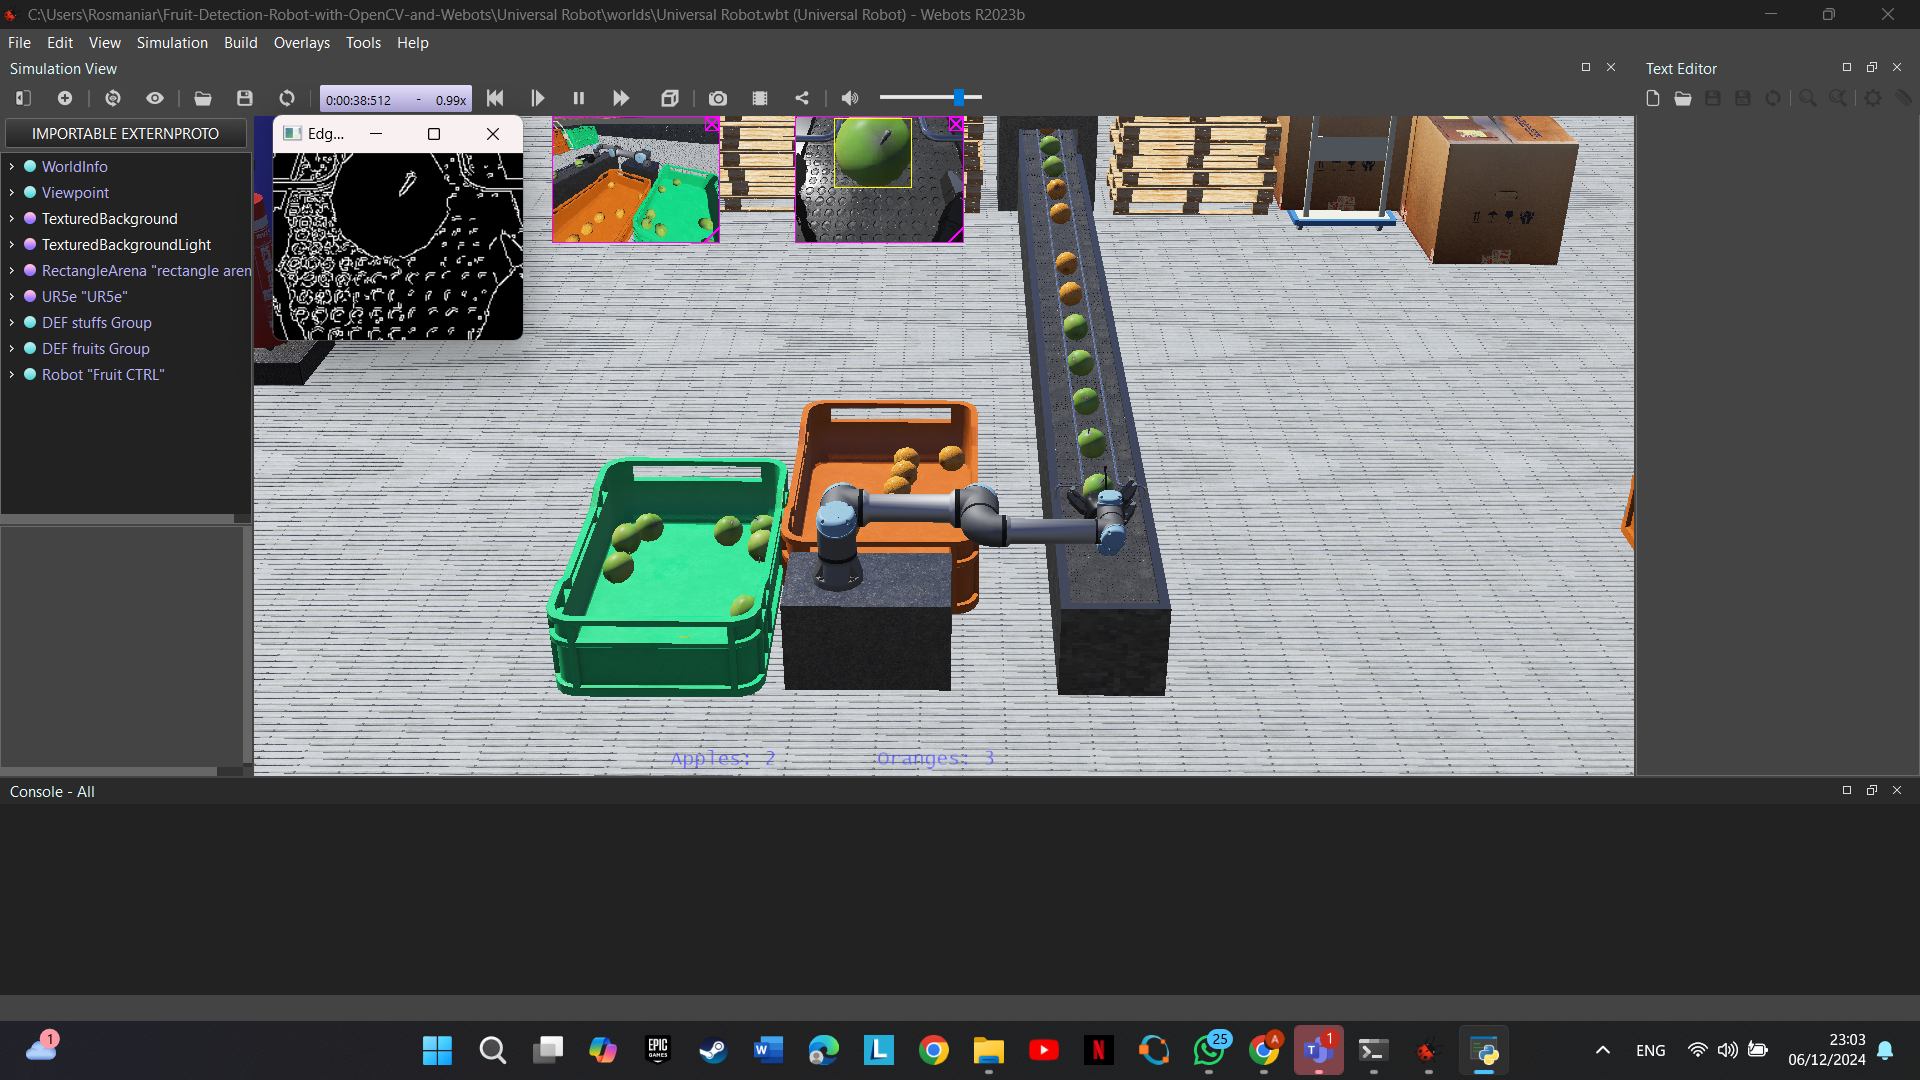 C:\Users\Rosmaniar\Fruit-Detection-Robot-with-OpenCV-and-Webots\Universal Robot\worlds\Universal Robot.wbt (Universal Robot) - Webots R2023b
File Edit View Simulation Build Overlays Tools Help
Simulation View
Text Editor
0:00:38:512 - 0.99x
IMPORTABLE EXTERNPROTO
Edg...
WorldInfo
Viewpoint
TexturedBackground
TexturedBackgroundLight
RectangleArena "rectangle aren
UR5e "UR5e"
DEF stuffs Group
DEF fruits Group
Robot "Fruit CTRL"
Apples: 2 Oranges: 3
Console - All
1
EPIC GAMES
W
L
N
25
A
T
1
ENG
23:03
06/12/2024